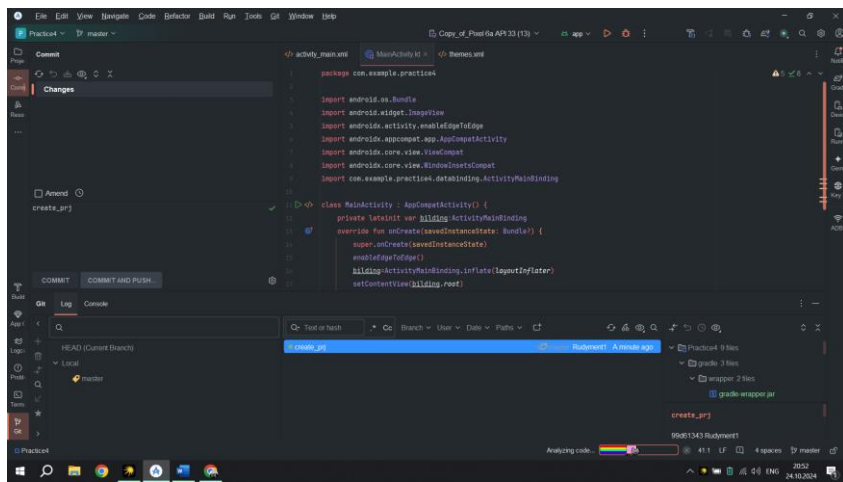 File Edit View Navigate Code Refactor Build Run Tools Git Window Help
Practice4 master Copy_of_Pixel 6a API 33 (13) app
Commit
activity_main.xml MainActivity.kt themes.xml
Changes
1 package com.example.practice4
import android.os.Bundle
import android.widget.ImageView
import androidx.activity.enableEdgeToEdge
import androidx.appcompat.app.AppCompatActivity
import androidx.core.view.ViewCompat
import androidx.core.view.WindowInsetsCompat
import com.example.practice4.databinding.ActivityMainBinding
Amend
create_prj
class MainActivity : AppCompatActivity() {
private lateinit var bilding:ActivityMainBinding
override fun onCreate(savedInstanceState: Bundle?) {
super.onCreate(savedInstanceState)
enableEdgeToEdge()
bilding=ActivityMainBinding.inflate(layoutInflater)
setContentView(bilding.root)
COMMIT COMMIT AND PUSH...
Git Log Console
Text or hash .* Cc Branch User Date Paths
HEAD (Current Branch)
Local
master
create_prj master Rudyment1 A minute ago
Practice4 9 files
gradle 3 files
wrapper 2 files
gradle-wrapper.jar
create_prj
99d61343 Rudyment1
Practice4 Analyzing code... 41:1 LF 4 spaces master
ENG 20:52
24.10.2024